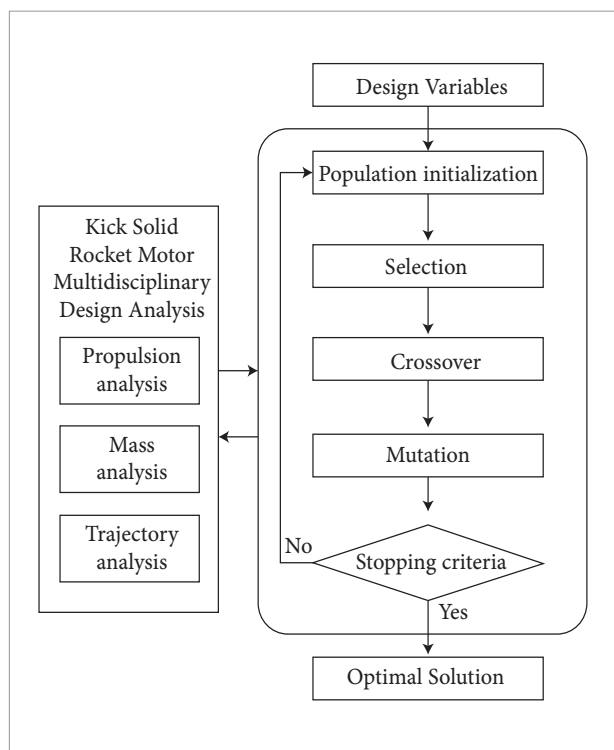 Design Variables
Population initialization
Selection
Crossover
Mutation
Stopping criteria
No
Yes
Optimal Solution
Kick Solid
Rocket Motor
Multidisciplinary
Design Analysis
Propulsion
analysis
Mass
analysis
Trajectory
analysis